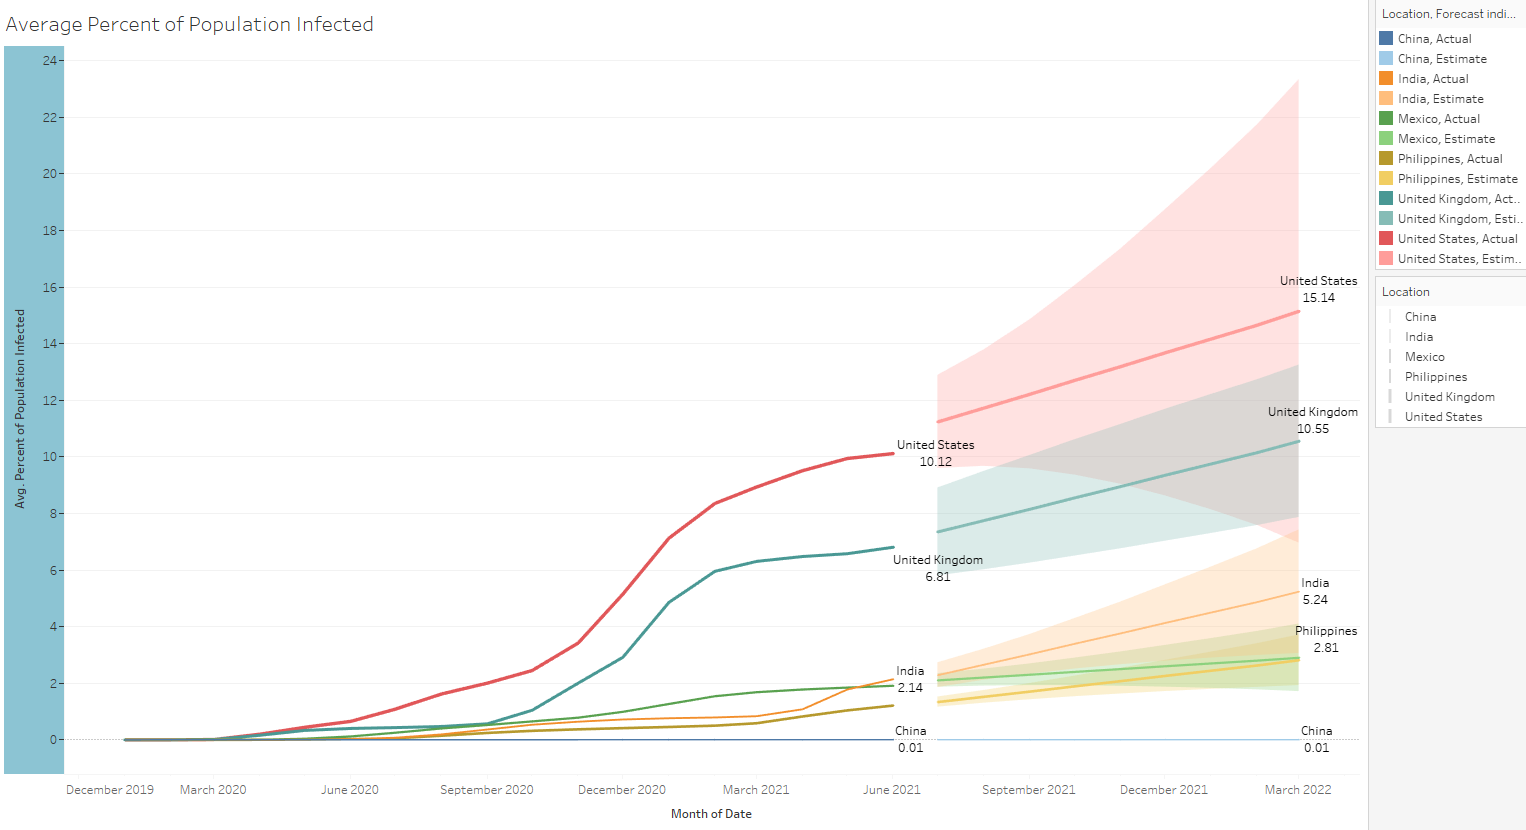 Average Percent of Population Infected
Avg. Percent of Population Infected
24
22
20
18
16
14
12
10
8
6
4
2
0
United States
15.14
United Kingdom
10.55
United States
10.12
United Kingdom
6.81
India
5.24
Philippines
2.81
India
2.14
China
0.01
China
0.01
December 2019
March 2020
June 2020
September 2020
December 2020
March 2021
June 2021
September 2021
December 2021
March 2022
Month of Date
Location, Forecast indi...
China, Actual
China, Estimate
India, Actual
India, Estimate
Mexico, Actual
Mexico, Estimate
Philippines, Actual
Philippines, Estimate
United Kingdom, Act..
United Kingdom, Esti..
United States, Actual
United States, Estim..
Location
China
India
Mexico
Philippines
United Kingdom
United States